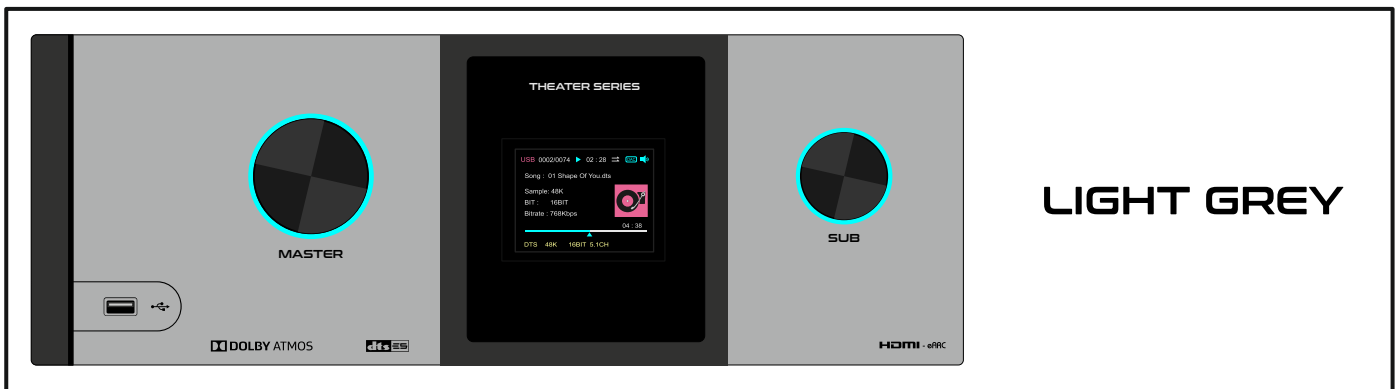 THEATER SERIES
USB 0002/0074 02 : 28
Song : 01 Shape Of You.dts
Sample: 48K
BIT : 16BIT
Bitrate : 768Kbps
04 : 38
DTS 48K 16BIT 5.1CH
MASTER
SUB
LIGHT GREY
DOLBY ATMOS
dts ES
HDMI - eARC